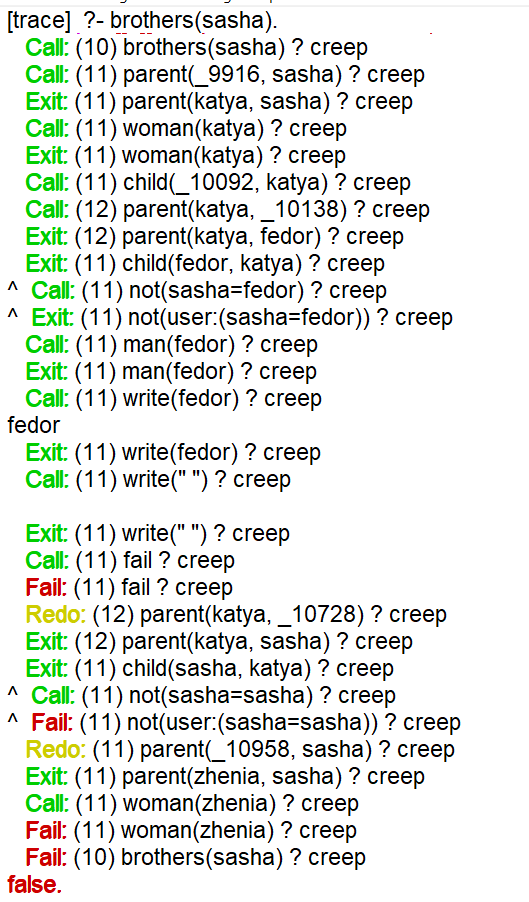 [trace]  ?- brothers(sasha).
Call: (10) brothers(sasha) ? creep
Call: (11) parent(_9916, sasha) ? creep
Exit: (11) parent(katya, sasha) ? creep
Call: (11) woman(katya) ? creep
Exit: (11) woman(katya) ? creep
Call: (11) child(_10092, katya) ? creep
Call: (12) parent(katya, _10138) ? creep
Exit: (12) parent(katya, fedor) ? creep
Exit: (11) child(fedor, katya) ? creep
^ Call: (11) not(sasha=fedor) ? creep
^ Exit: (11) not(user:(sasha=fedor)) ? creep
Call: (11) man(fedor) ? creep
Exit: (11) man(fedor) ? creep
Call: (11) write(fedor) ? creep
fedor
Exit: (11) write(fedor) ? creep
Call: (11) write(" ") ? creep
Exit: (11) write(" ") ? creep
Call: (11) fail ? creep
Fail: (11) fail ? creep
Redo: (12) parent(katya, _10728) ? creep
Exit: (12) parent(katya, sasha) ? creep
Exit: (11) child(sasha, katya) ? creep
^ Call: (11) not(sasha=sasha) ? creep
^ Fail: (11) not(user:(sasha=sasha)) ? creep
Redo: (11) parent(_10958, sasha) ? creep
Exit: (11) parent(zhenia, sasha) ? creep
Call: (11) woman(zhenia) ? creep
Fail: (11) woman(zhenia) ? creep
Fail: (10) brothers(sasha) ? creep
false.